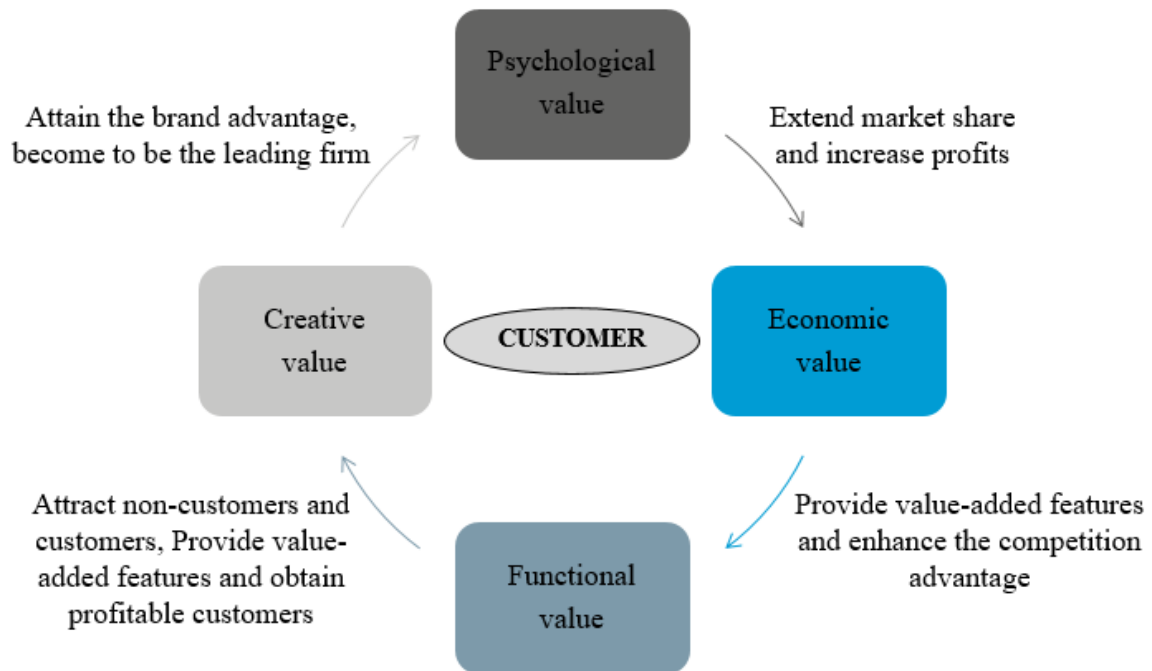 Psychological
value
Attain the brand advantage,
become to be the leading firm
Extend market share
and increase profits
Creative
value
CUSTOMER
Economic
value
Attract non-customers and
customers, Provide value-
added features and obtain
profitable customers
Functional
value
Provide value-added features
and enhance the competition
advantage